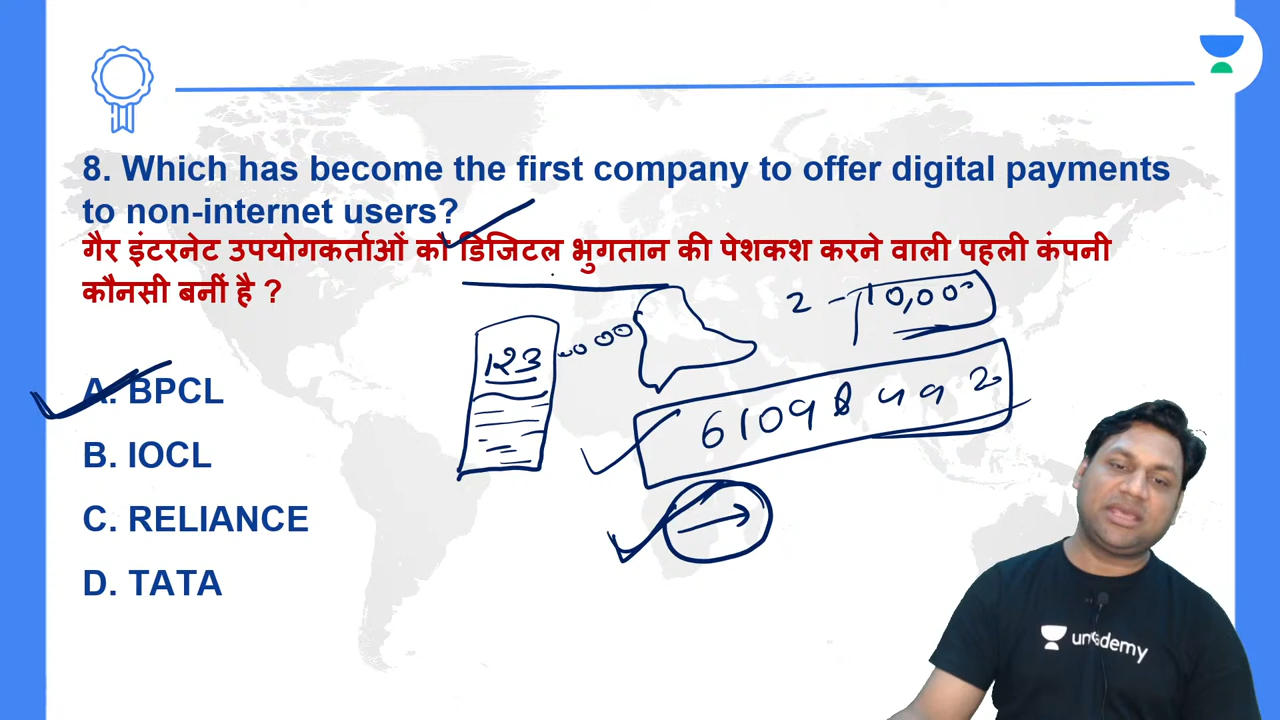 8. Which has become the first company to offer digital payments
to non-internet users?
गैर इंटरनेट उपयोगकर्ताओं को डिजिटल भुगतान की पेशकश करने वाली पहली कंपनी
कौनसी बनीं है ?
2 - 10,000
123
A. BPCL
B. IOCL
C. RELIANCE
D. TATA
unacademy